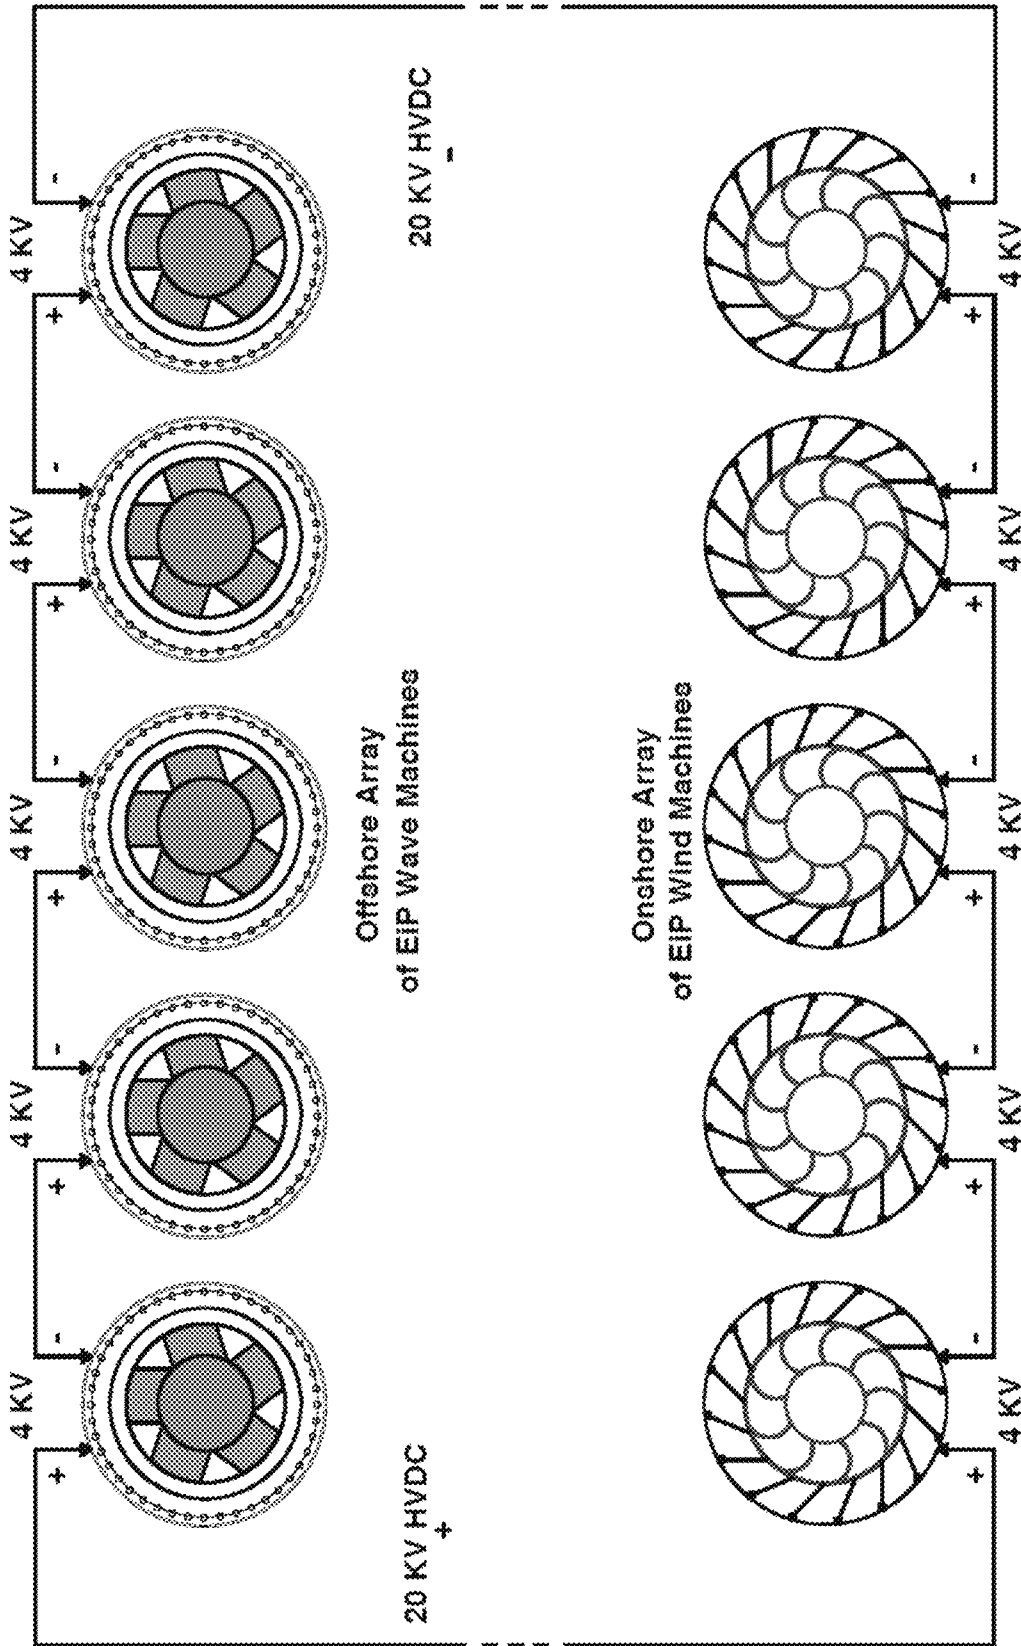 4 KV 4 KV 4 KV 4 KV 4 KV
+ - + - + - + - + -
Offshore Array
of EiP Wave Machines
20 KV HVDC
+
20 KV HVDC
-
Onshore Array
of EiP Wind Machines
+ - + - + - + - + -
4 KV 4 KV 4 KV 4 KV 4 KV